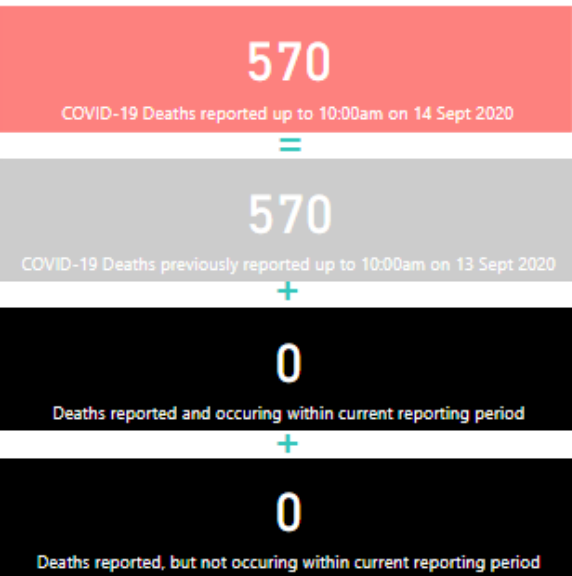 570
COVID-19 Deaths reported up to 10:00am on 14 Sept 2020
=
570
COVID-19 Deaths previously reported up to 10:00am on 13 Sept 2020
+
0
Deaths reported and occuring within current reporting period
+
0
Deaths reported, but not occuring within current reporting period